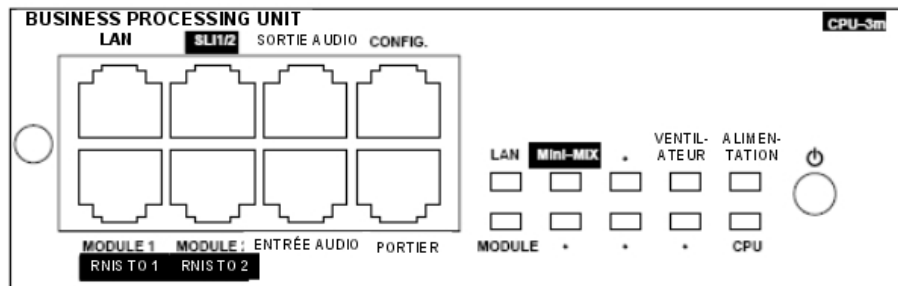 BUSINESS PROCESSING UNIT
CPU–3m
LAN SLI1/2 SORTIE AUDIO CONFIG.
LAN Mini–MIX . VENTIL-
ATEUR ALIMEN-
TATION
MODULE • • • CPU
MODULE 1 MODULE ENTRÉE AUDIO PORTIER
RNIS TO 1 RNIS TO 2